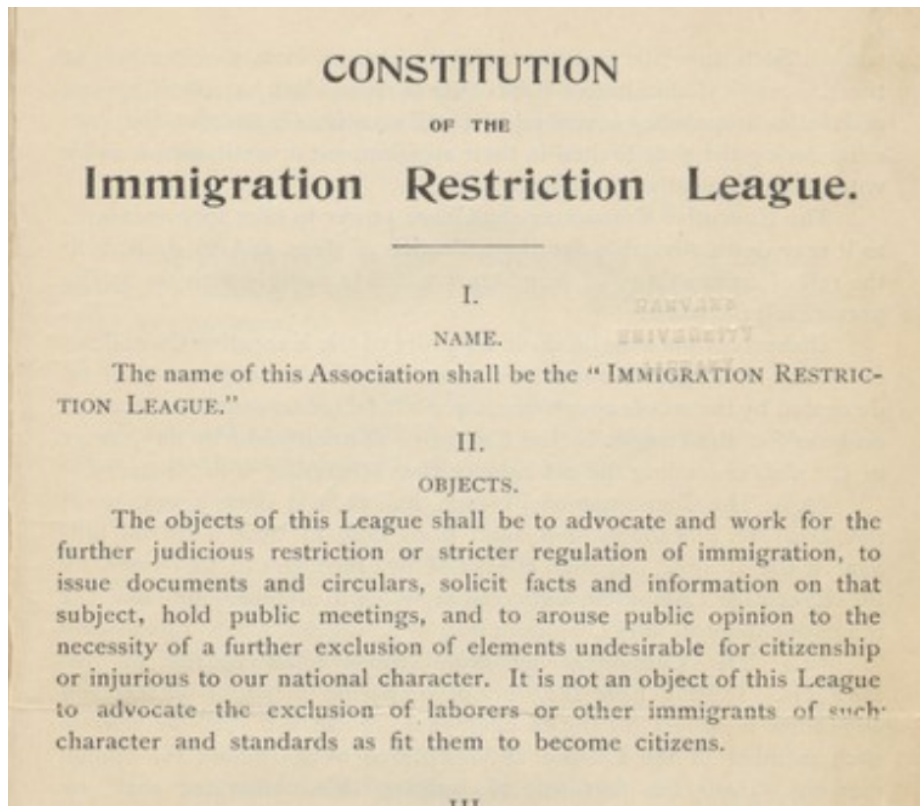 CONSTITUTION
OF THE
Immigration Restriction League.
I.
NAME.
The name of this Association shall be the “ IMMIGRATION RESTRIC-
TION LEAGUE.”
II.
OBJECTS.
The objects of this League shall be to advocate and work for the
further judicious restriction or stricter regulation of immigration, to
issue documents and circulars, solicit facts and information on that
subject, hold public meetings, and to arouse public opinion to the
necessity of a further exclusion of elements undesirable for citizenship
or injurious to our national character. It is not an object of this League
to advocate the exclusion of laborers or other immigrants of such
character and standards as fit them to become citizens.
III